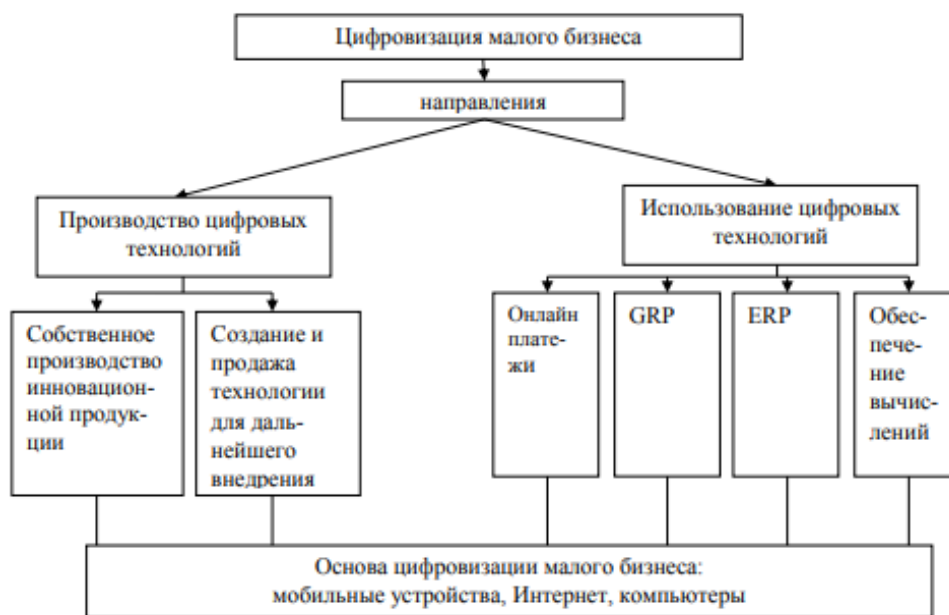 Цифровизация малого бизнеса
направления
Производство цифровых
технологий
Использование цифровых
технологий
Собственное
производство
инновацион-
ной продук-
ции
Создание и
продажа
технологии
для даль-
нейшего
внедрения
Онлайн
плате-
жи
GRP
ERP
Обес-
пече-
ние
вычис-
лений
Основа цифровизации малого бизнеса:
мобильные устройства, Интернет, компьютеры